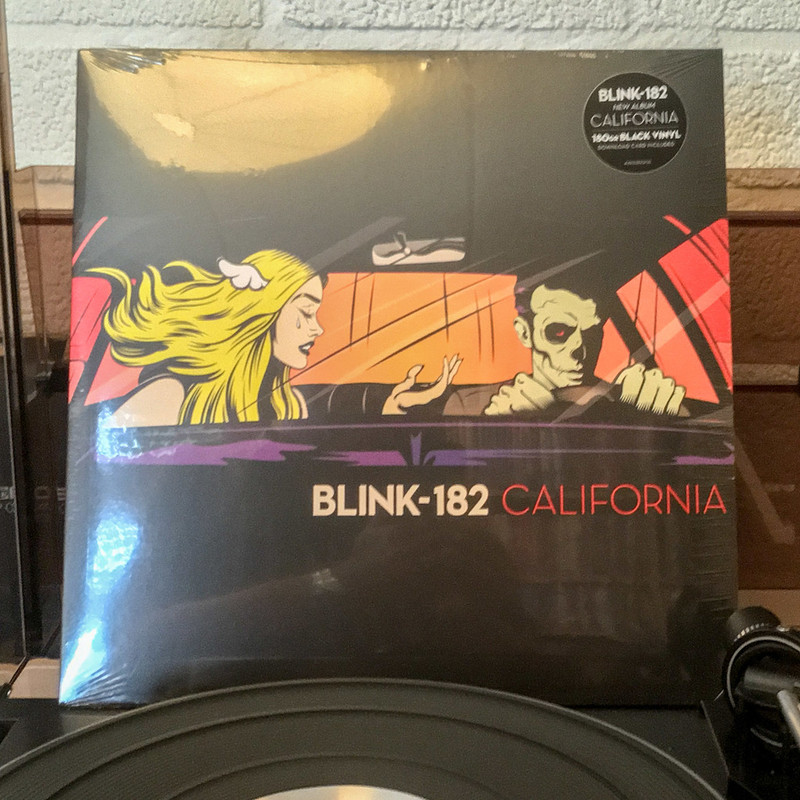 BLINK-182
NEW ALBUM
CALIFORNIA
180GR BLACK VINYL
DOWNLOAD CARD INCLUDED
BLINK-182 CALIFORNIA